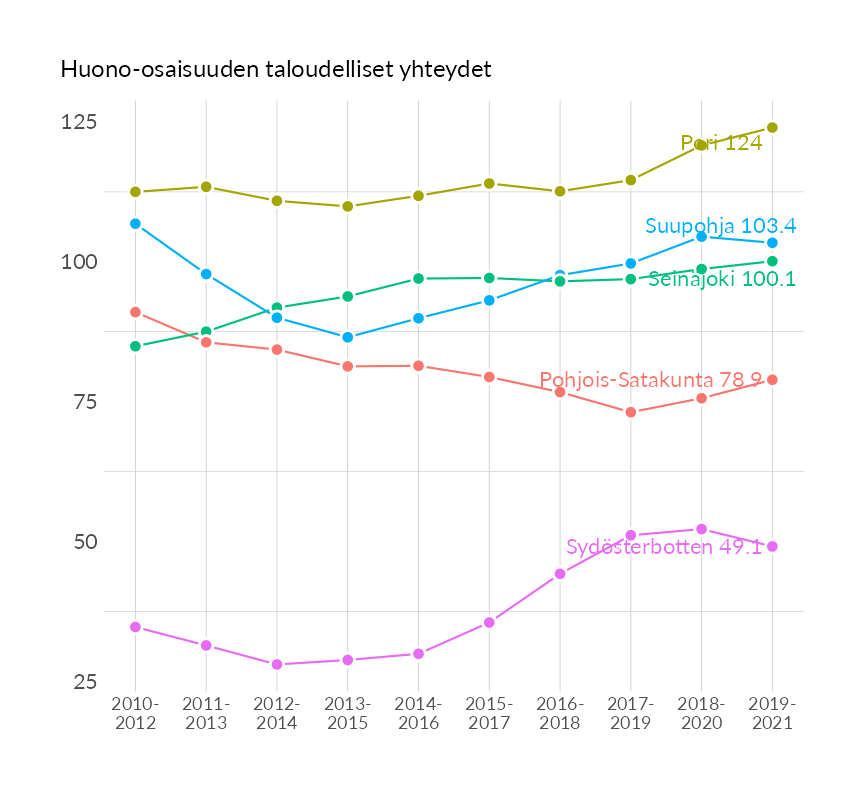 Huono-osaisuuden taloudelliset yhteydet
125
Pori 124
Suupohja 103.4
100
Seinäjoki 100.1
Pohjois-Satakunta 78.9
75
50
Sydösterbotten 49.1
25
2010- 2011- 2012- 2013- 2014- 2015- 2016- 2017- 2018- 2019-
2012 2013 2014 2015 2016 2017 2018 2019 2020 2021